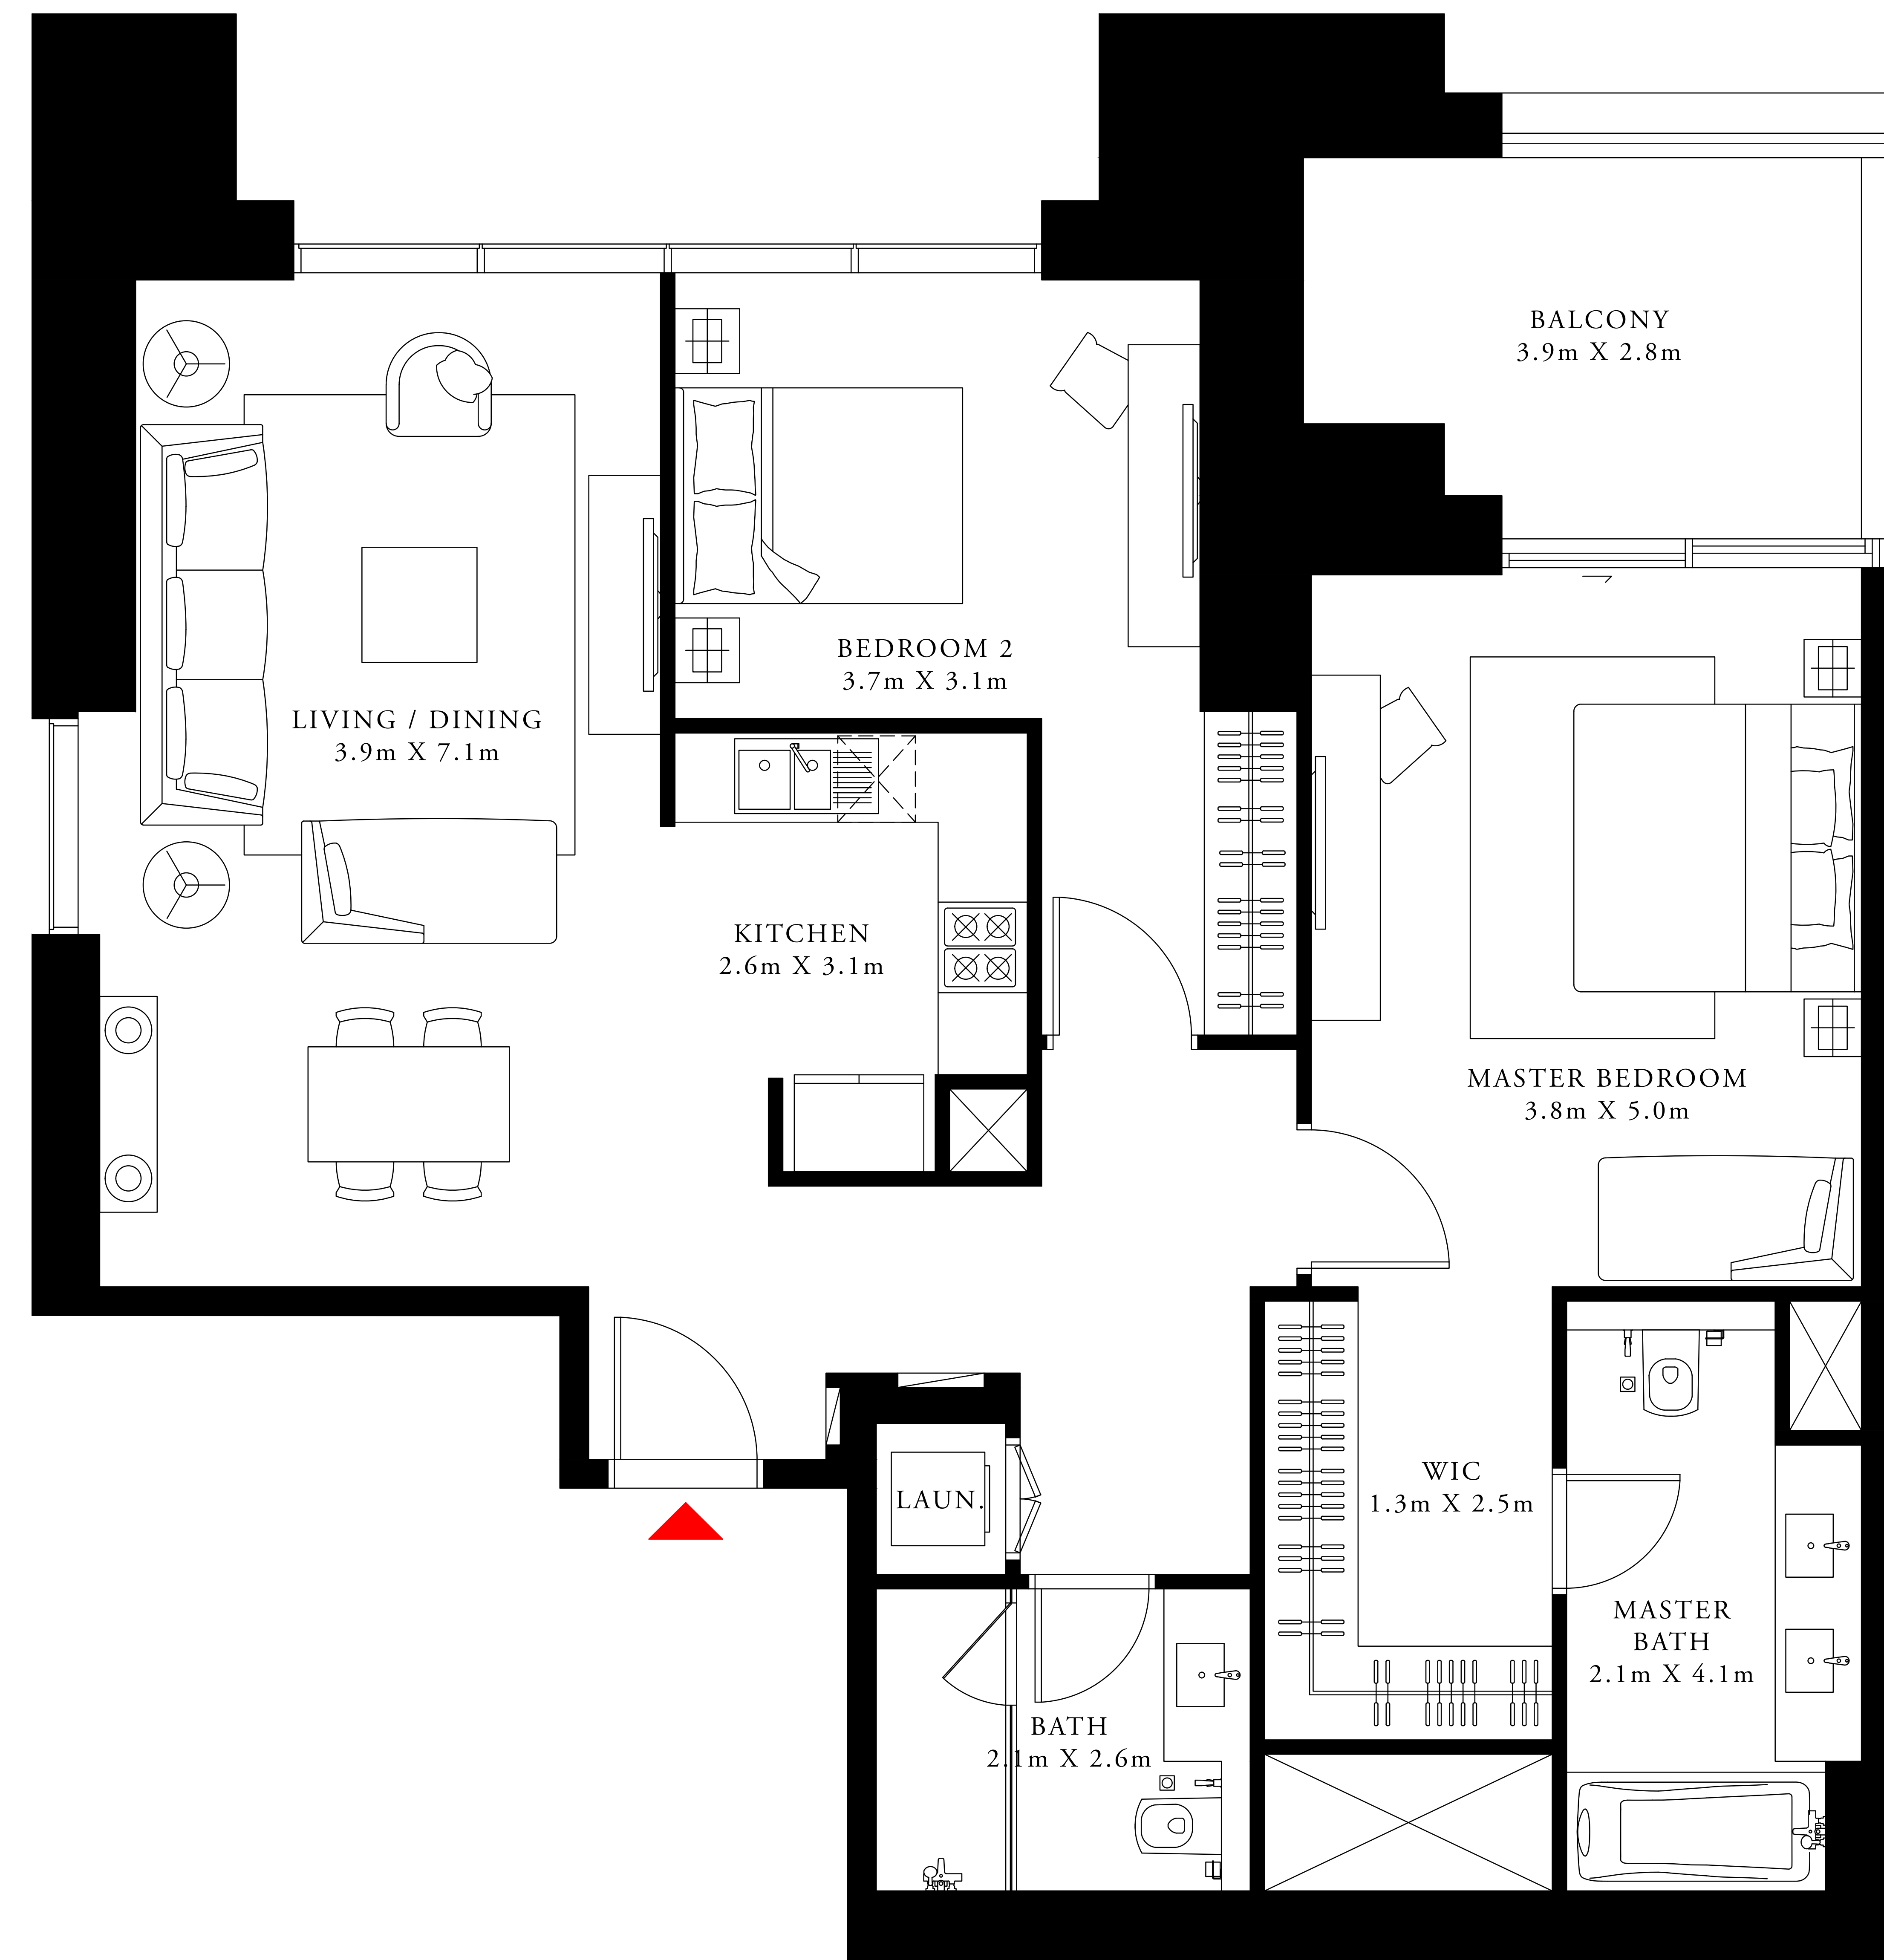 BALCONY
3.9m X 2.8m
BEDROOM 2
3.7m X 3.1m
LIVING / DINING
3.9m X 7.1m
KITCHEN
2.6m X 3.1m
MASTER BEDROOM
3.8m X 5.0m
WIC
1.3m X 2.5m
LAUN.
MASTER
BATH
2.1m X 4.1m
BATH
2.1m X 2.6m